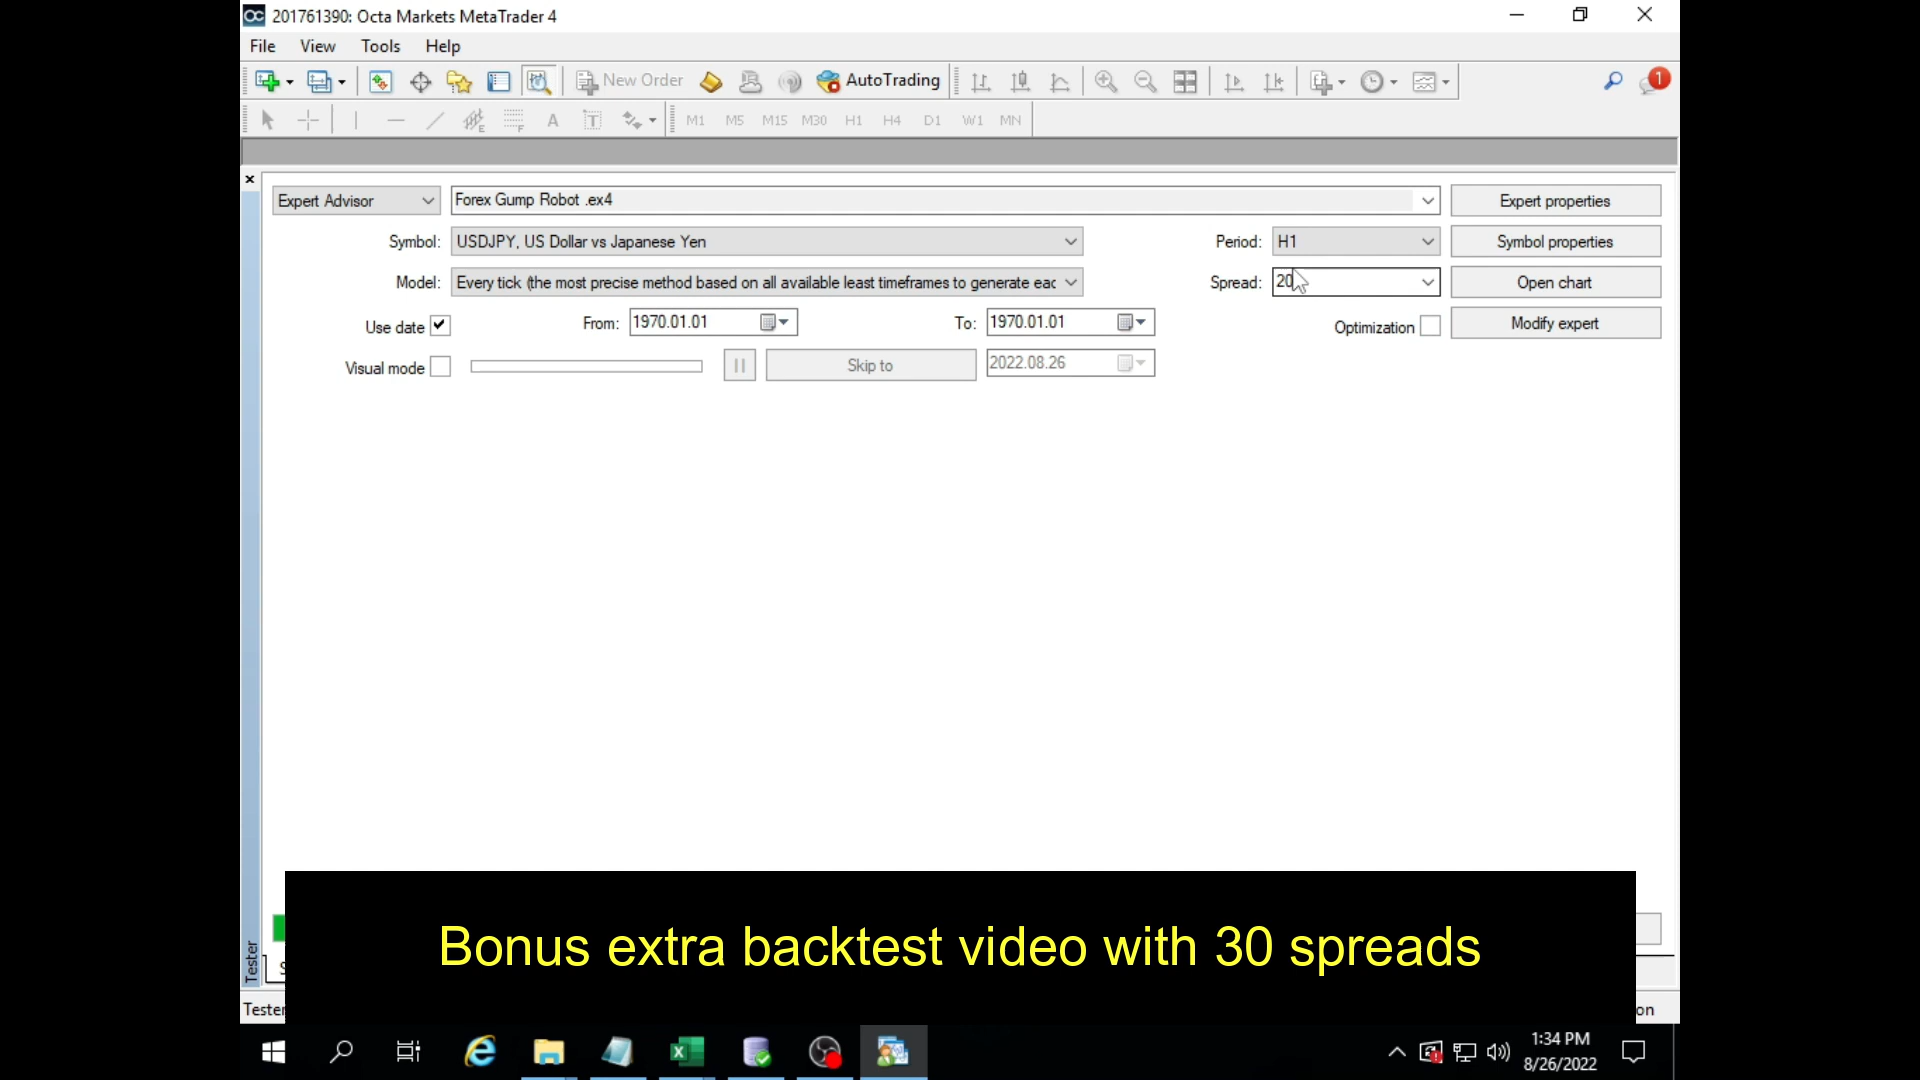 201761390: Octa Markets MetaTrader 4
File View Tools Help
New Order AutoTrading 1
E F A T M1 M5 M15 M30 H1 H4 D1 W1 MN
Expert Advisor Forex Gump Robot .ex4 Expert properties
Symbol: USDJPY, US Dollar vs Japanese Yen Period: H1 Symbol properties
Model: Every tick (the most precise method based on all available least timeframes to generate eac Spread: 20 Open chart
Use date From: 1970.01.01 To: 1970.01.01 Optimization Modify expert
Visual mode Skip to 2022.08.26
Bonus extra backtest video with 30 spreads
Tester
S
Tester on
1:34 PM
8/26/2022